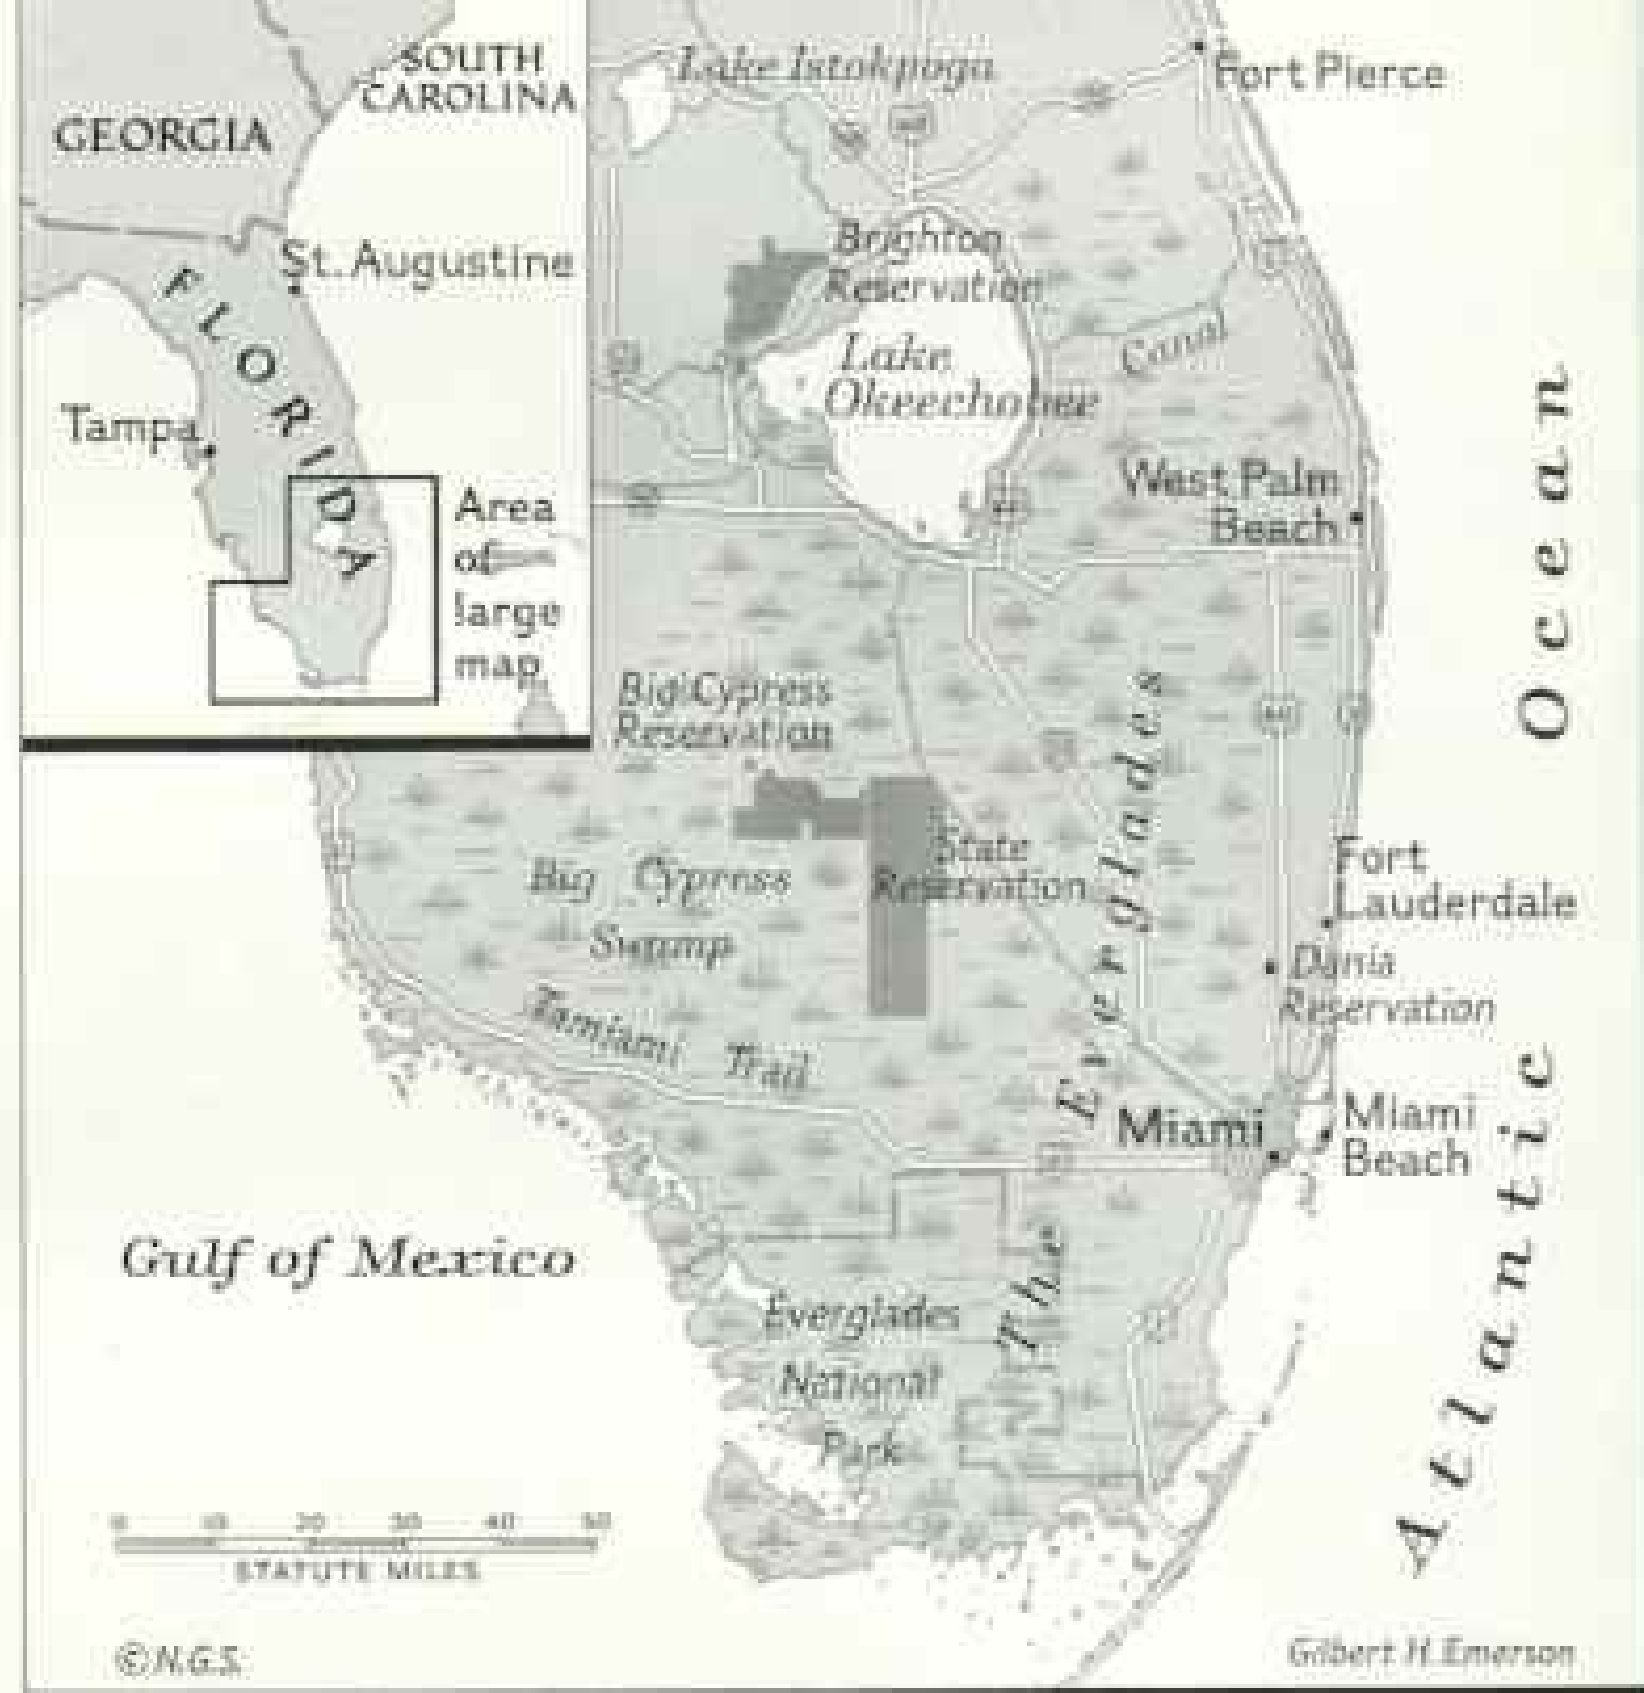 SOUTH
CAROLINA
GEORGIA
St. Augustine
FLORIDA
Tampa
Area
of
large
map
Lake Istokpoga
Fort Pierce
Brighton
Reservation
Lake
Okeechobee
Canal
West Palm
Beach
Big Cypress
Reservation
State
Reservation
Big Cypress
Swamp
Tamiami Trail
The Everglades
Fort
Lauderdale
Dania
Reservation
Miami
Miami
Beach
Atlantic Ocean
Gulf of Mexico
Everglades
National
Park
0 10 20 30 40 50
STATUTE MILES
© N.G.S.
Gilbert H. Emerson